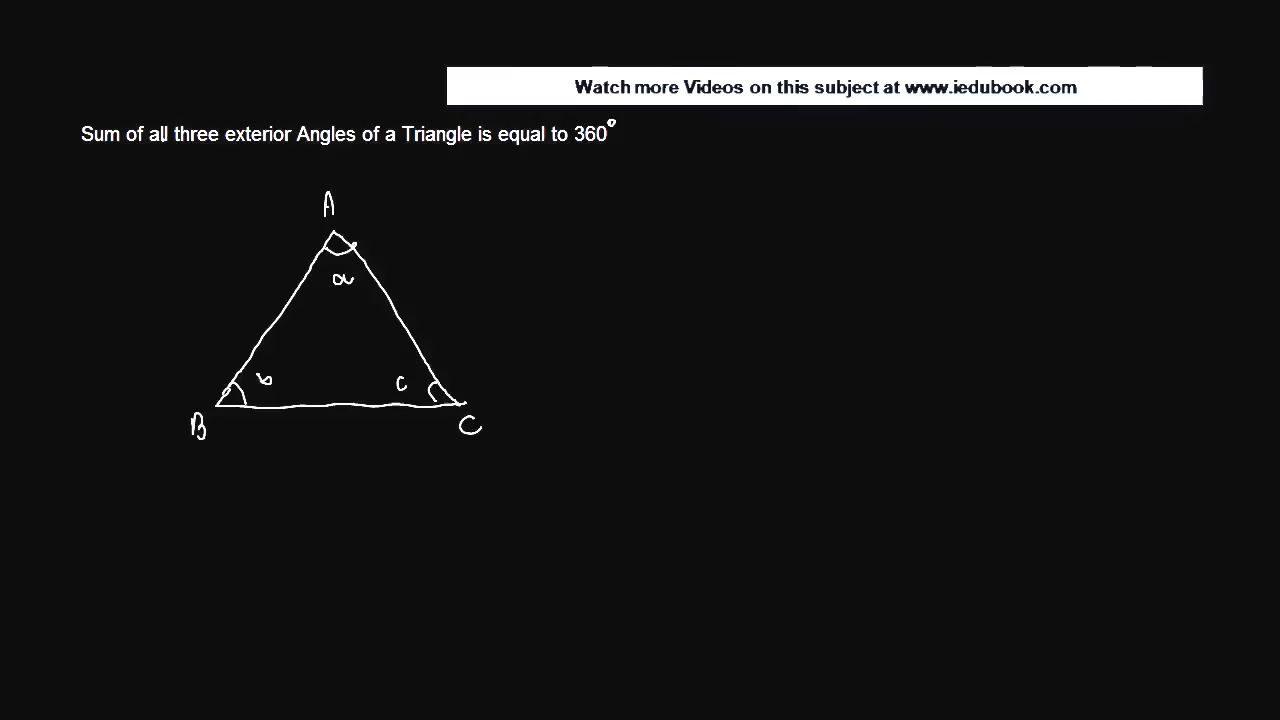 Watch more Videos on this subject at www.iedubook.com
Sum of all three exterior Angles of a Triangle is equal to 360°
A
a
b
c
B
C